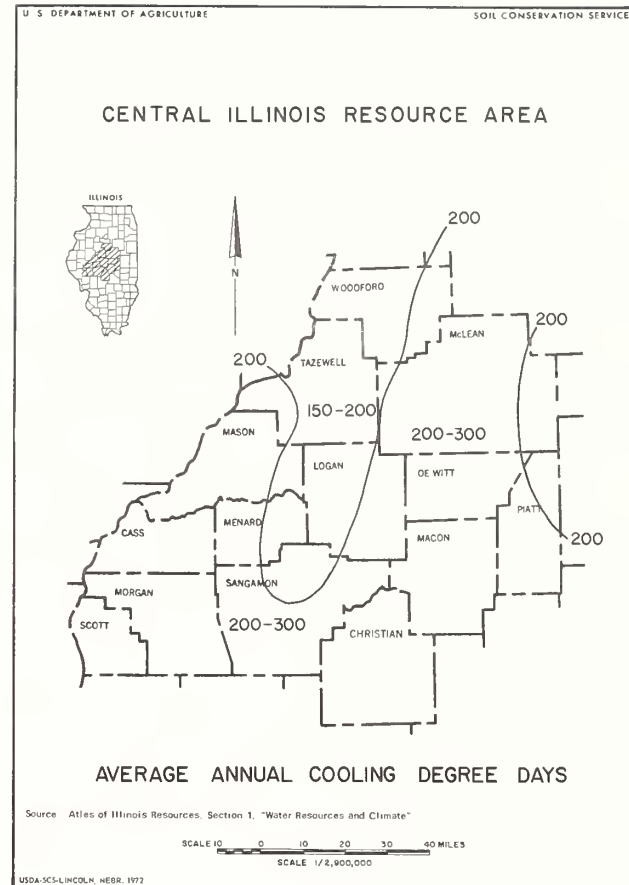 U S DEPARTMENT OF AGRICULTURE SOIL CONSERVATION SERVICE
CENTRAL ILLINOIS RESOURCE AREA
ILLINOIS
N
200
WOODFORD
200
McLEAN
200
TAZEWELL
150-200
MASON
200-300
LOGAN
DE WITT
PIATT
CASS
MENARD
MACON
200
MORGAN
SANGAMON
SCOTT
200-300
CHRISTIAN
AVERAGE ANNUAL COOLING DEGREE DAYS
Source Atles of Illinois Resources, Section 1, "Water Resources and Climate"
SCALE 10 0 10 20 30 40 MILES
SCALE 1/2,900,000
USDA-SCS-LINCOLN, NEBR. 1972